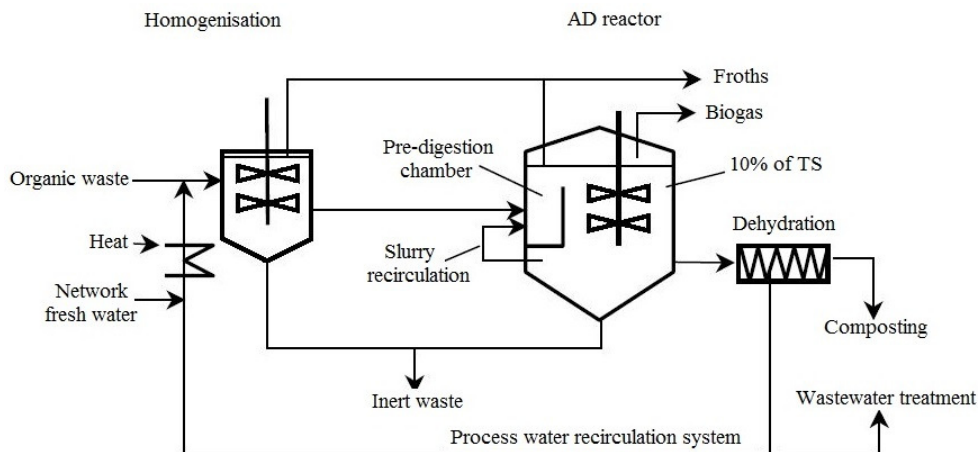 Homogenisation
AD reactor
Froths
Biogas
Pre-digestion
chamber
10% of TS
Organic waste
Dehydration
Heat
Slurry
recirculation
Network
fresh water
Composting
Inert waste
Wastewater treatment
Process water recirculation system